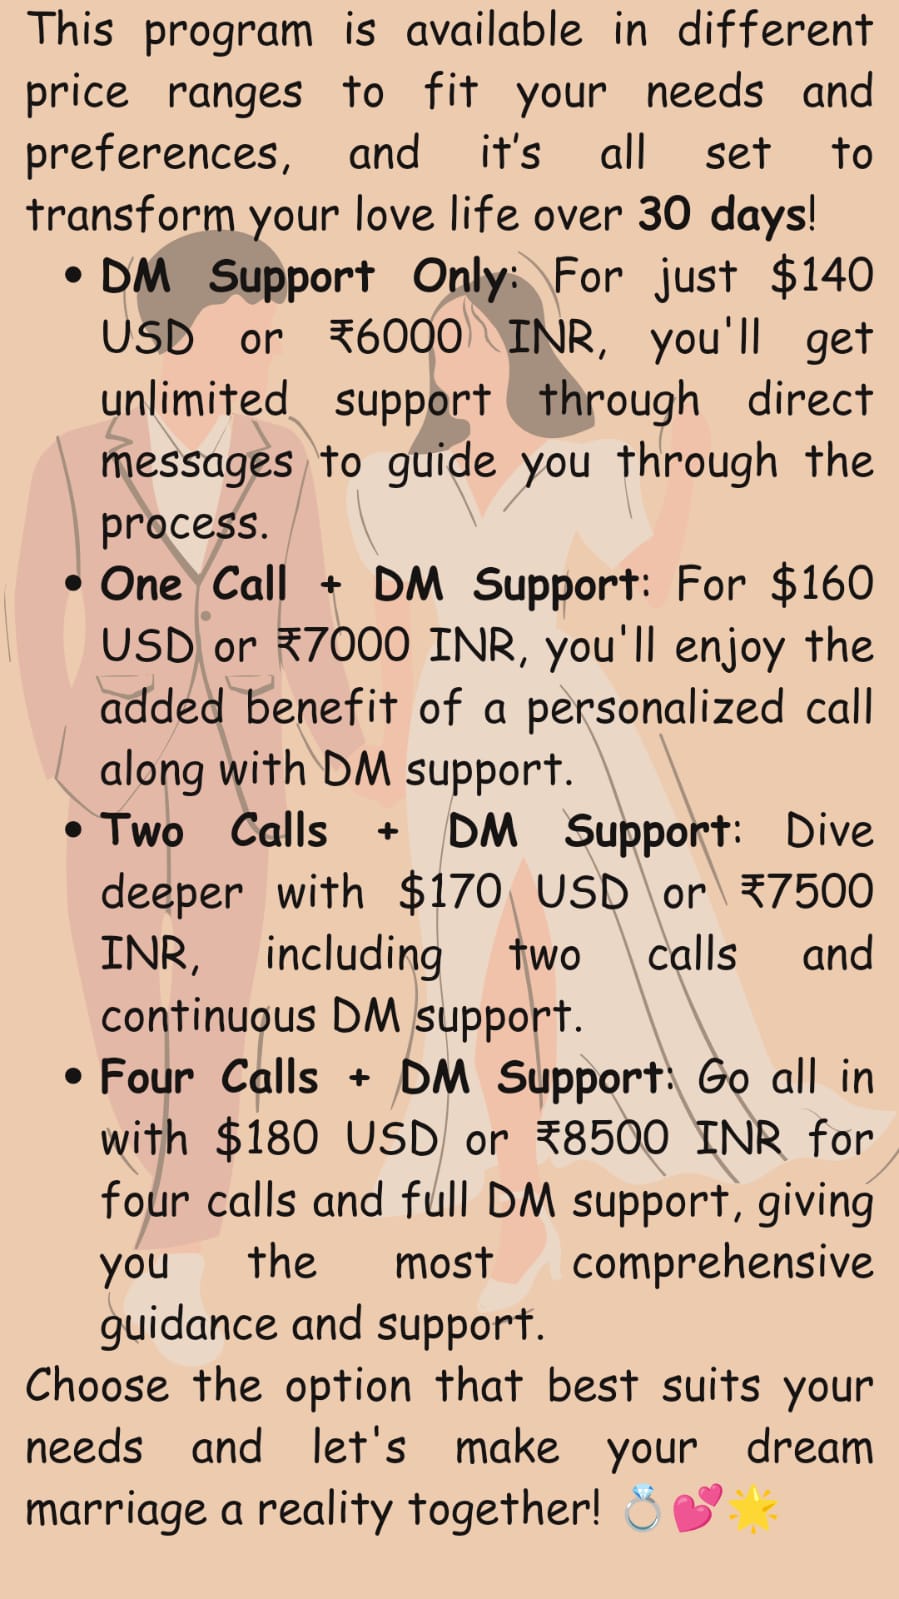 This program is available in different
price ranges to fit your needs and
preferences, and it's all set to
transform your love life over 30 days!
• DM Support Only: For just $140
USD or ₹6000 INR, you'll get
unlimited support through direct
messages to guide you through the
process.
• One Call + DM Support: For $160
USD or ₹7000 INR, you'll enjoy the
added benefit of a personalized call
along with DM support.
• Two Calls + DM Support: Dive
deeper with $170 USD or ₹7500
INR, including two calls and
continuous DM support.
• Four Calls + DM Support: Go all in
with $180 USD or ₹8500 INR for
four calls and full DM support, giving
you the most comprehensive
guidance and support.
Choose the option that best suits your
needs and let's make your dream
marriage a reality together! 💍💕🌟